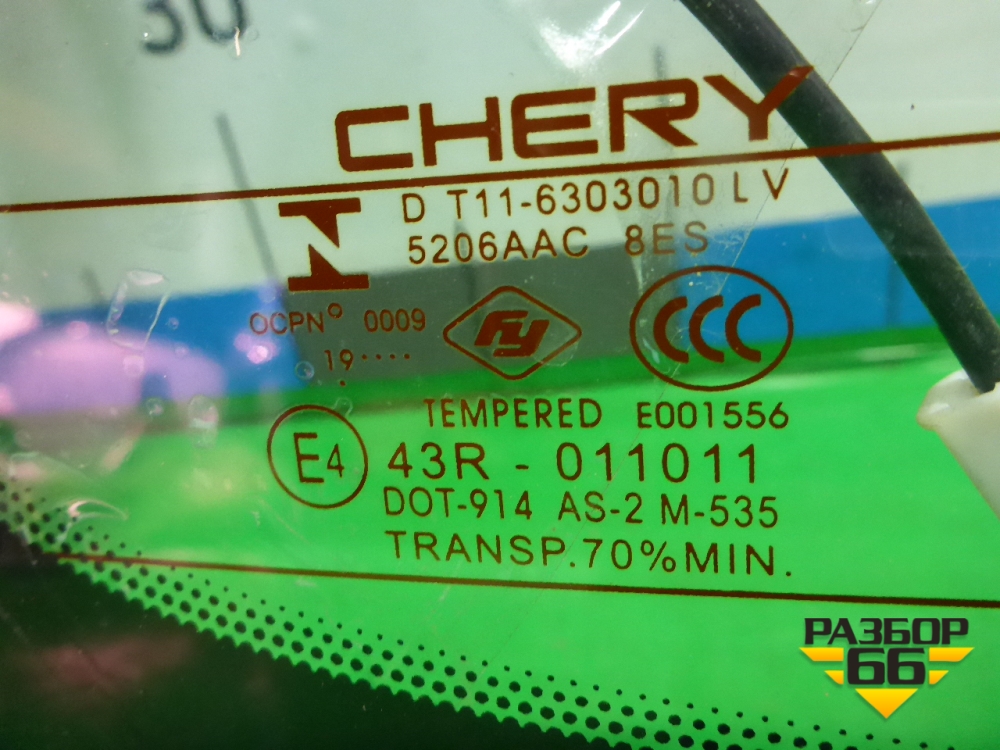 30
CHERY
D T11-6303010 L V
5206AAC 8ES
OCPN° 0009
Fy
CCC
19····
TEMPERED E001556
E4
43R - 011011
DOT-914 AS-2 M-535
TRANSP.70%MIN.
РАЗБОР
66